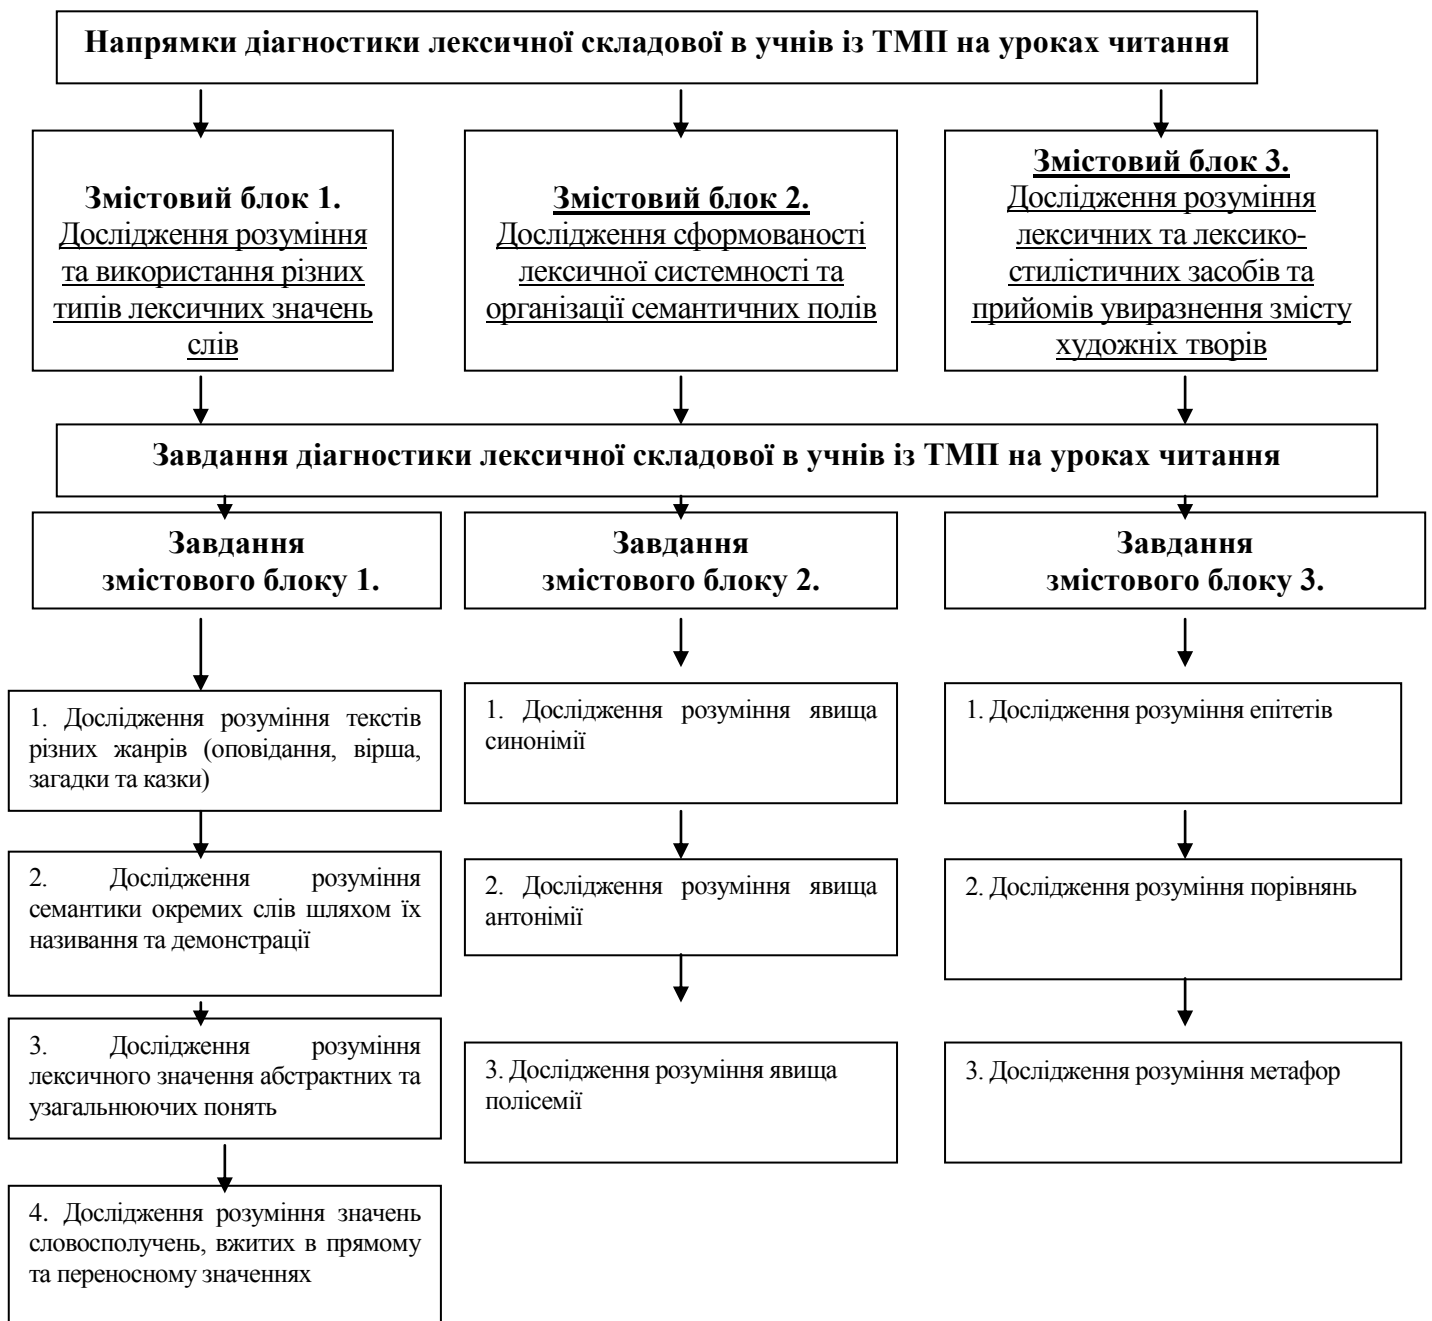 Напрямки діагностики лексичної складової в учнів із ТМП на уроках читання
Змістовий блок 1.
Дослідження розуміння
та використання різних
типів лексичних значень
слів
Змістовий блок 2.
Дослідження сформованості
лексичної системності та
організації семантичних полів
Змістовий блок 3.
Дослідження розуміння
лексичних та лексико-
стилістичних засобів та
прийомів увиразнення змісту
художніх творів
Завдання діагностики лексичної складової в учнів із ТМП на уроках читання
Завдання
змістового блоку 1.
Завдання
змістового блоку 2.
Завдання
змістового блоку 3.
1. Дослідження розуміння текстів
різних жанрів (оповідання, вірша,
загадки та казки)
2. Дослідження розуміння
семантики окремих слів шляхом їх
називання та демонстрації
3. Дослідження розуміння
лексичного значення абстрактних та
узагальнюючих понять
4. Дослідження розуміння значень
словосполучень, вжитих в прямому
та переносному значеннях
1. Дослідження розуміння явища
синонімії
2. Дослідження розуміння явища
антонімії
3. Дослідження розуміння явища
полісемії
1. Дослідження розуміння епітетів
2. Дослідження розуміння порівнянь
3. Дослідження розуміння метафор